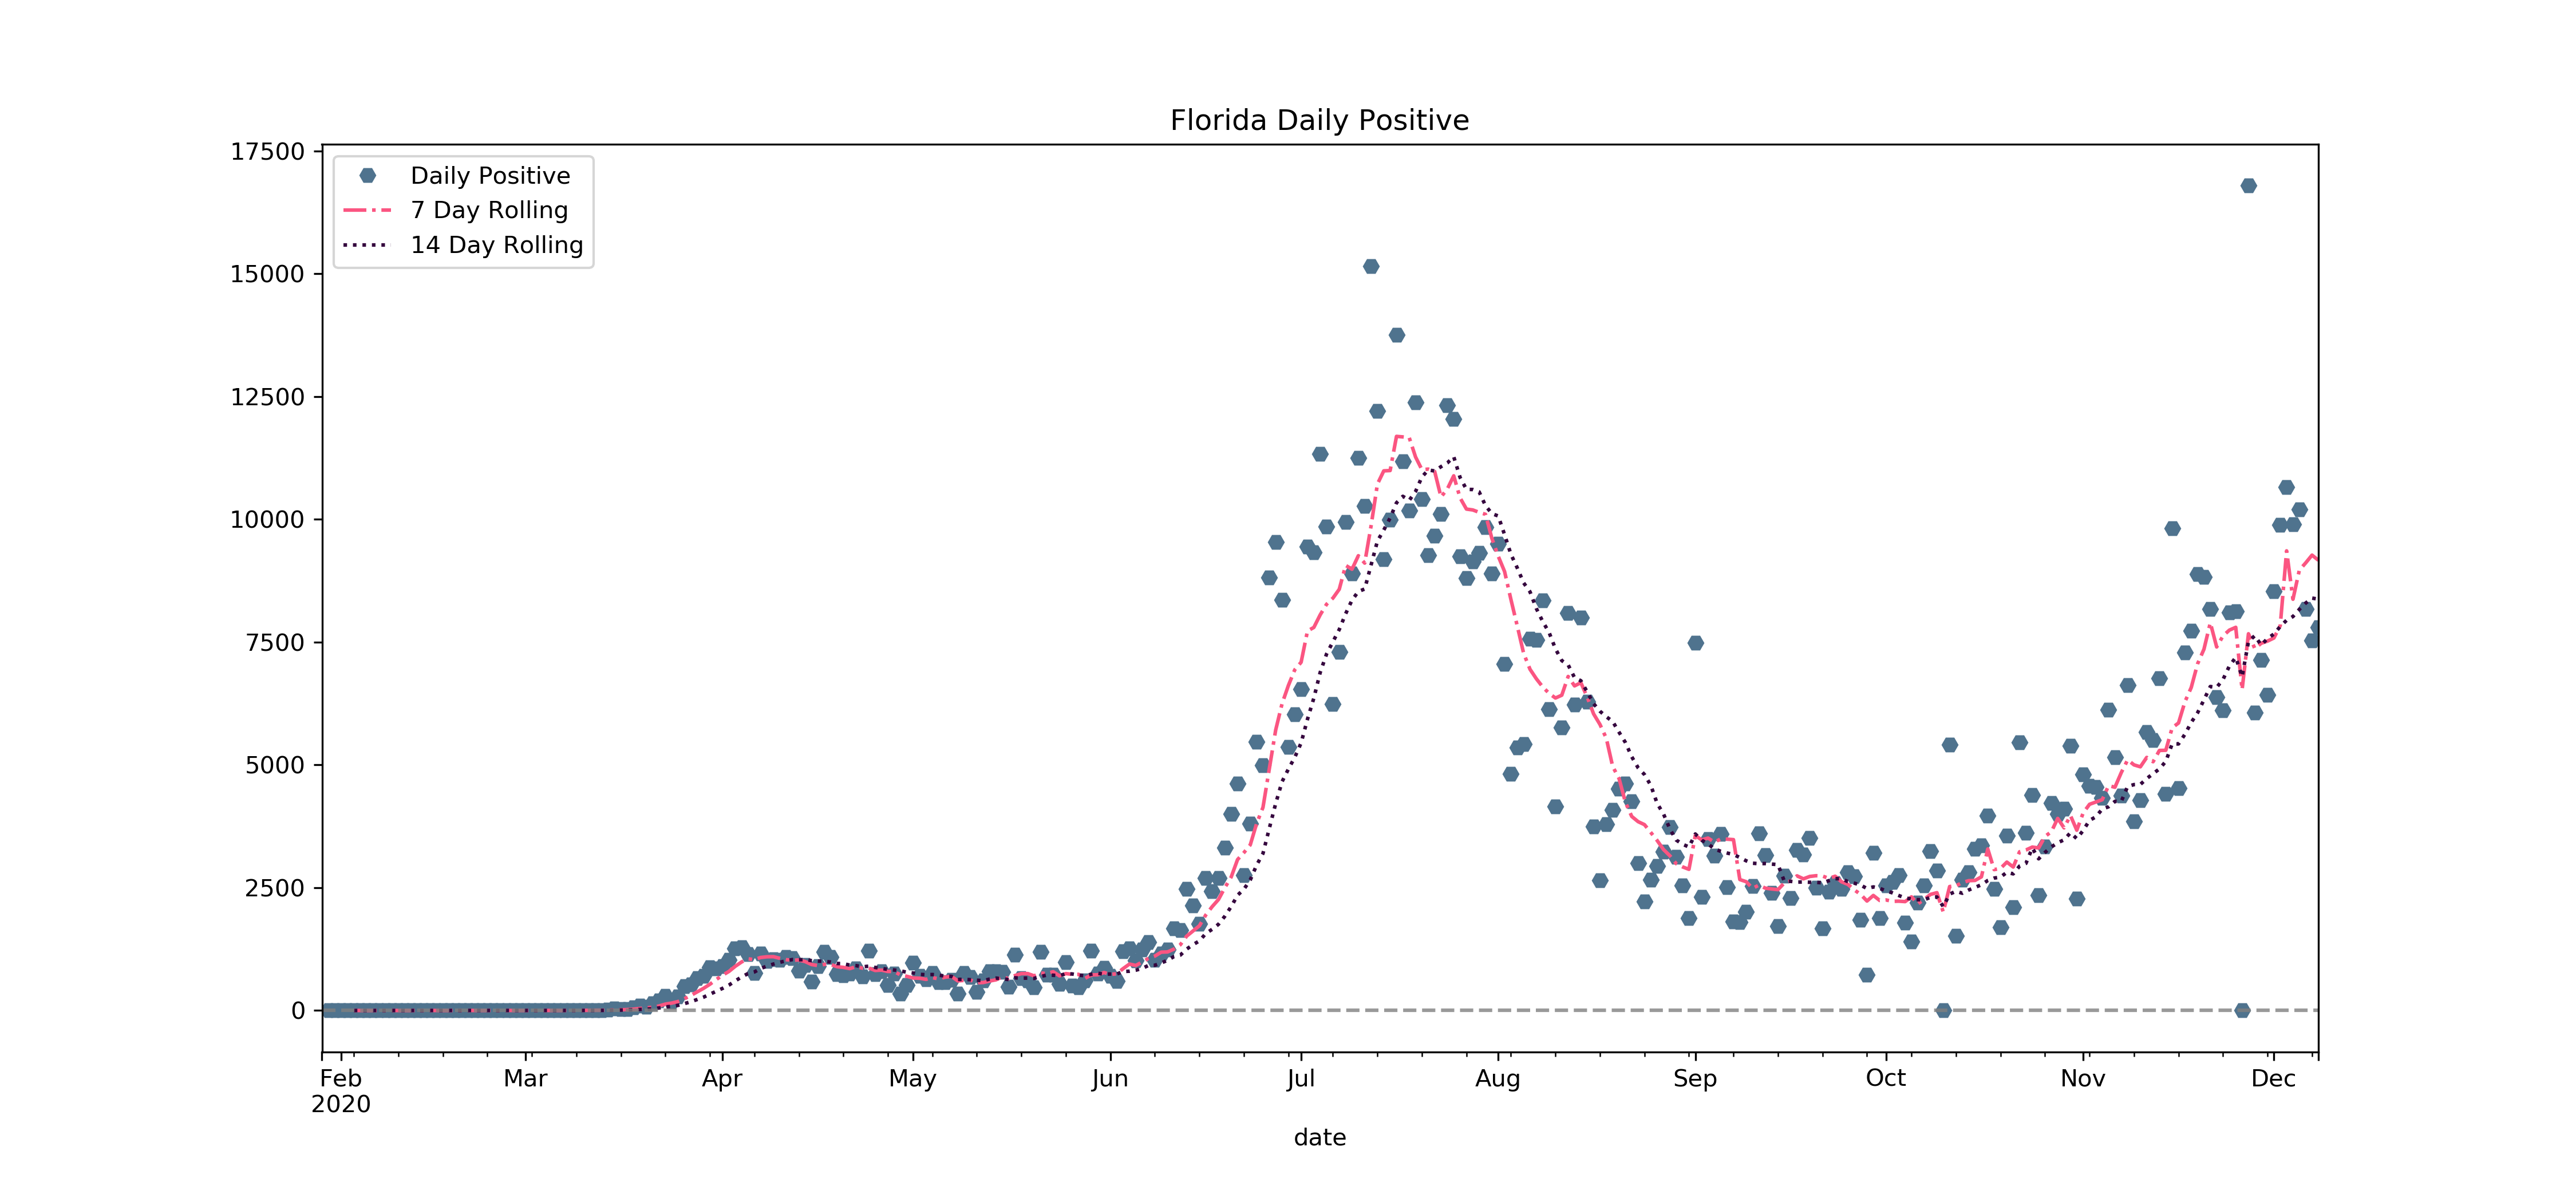 Florida Daily Positive
17500
15000
12500
10000
7500
5000
2500
0
Daily Positive
7 Day Rolling
14 Day Rolling
Feb Mar Apr May Jun Jul Aug Sep Oct Nov Dec
2020
date